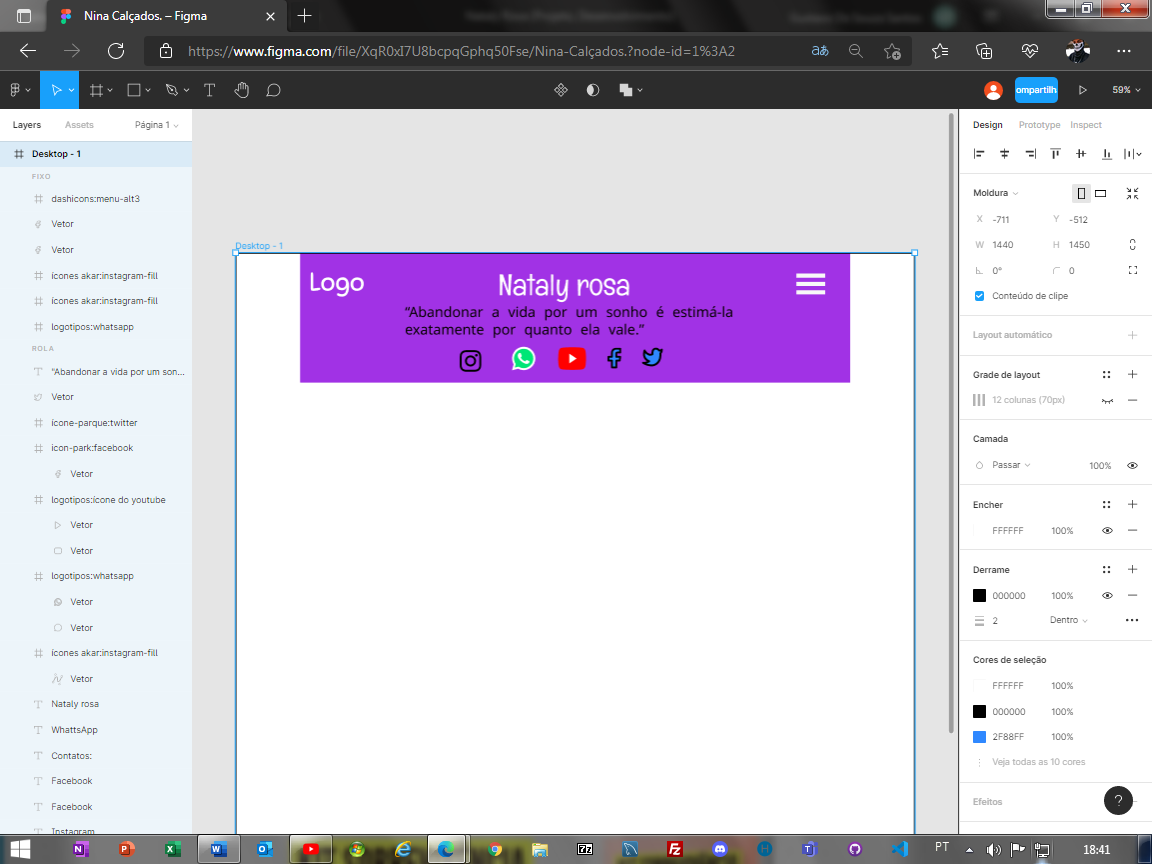 Nina Calçados. – Figma
https://www.figma.com/file/XqR0xI7U8bcpqGphq50Fse/Nina-Calçados.?node-id=1%3A2
aあ
ompartilh
59%
Layers
Assets
Página 1
Desktop - 1
FIXO
dashicons:menu-alt3
Vetor
Vetor
ícones akar:instagram-fill
ícones akar:instagram-fill
logotipos:whatsapp
ROLA
"Abandonar a vida por um son...
Vetor
ícone-parque:twitter
icon-park:facebook
Vetor
logotipos:ícone do youtube
Vetor
Vetor
logotipos:whatsapp
Vetor
Vetor
ícones akar:instagram-fill
Vetor
Nataly rosa
WhattsApp
Contatos:
Facebook
Facebook
Instagram
Desktop - 1
Logo
Nataly rosa
“Abandonar a vida por um sonho é estimá-la
exatamente por quanto ela vale.”
Design
Prototype
Inspect
Moldura
X -711
Y -512
W 1440
H 1450
0°
0
Conteúdo de clipe
Layout automático
Grade de layout
12 colunas (70px)
Camada
Passar
100%
Encher
FFFFFF
100%
Derrame
000000
100%
2
Dentro
Cores de seleção
FFFFFF
100%
000000
100%
2F88FF
100%
Veja todas as 10 cores
Efeitos
?
PT
18:41